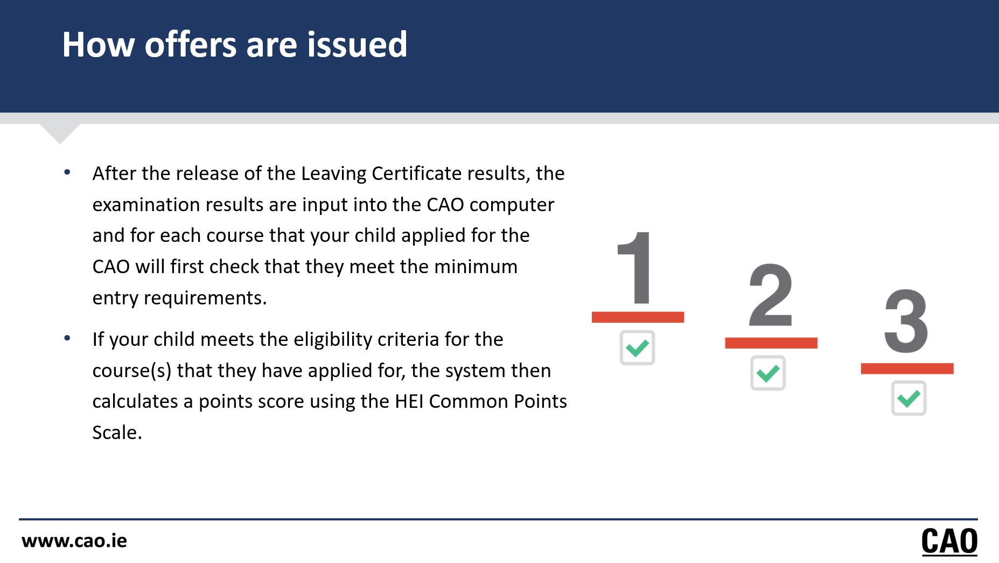 How offers are issued
• After the release of the Leaving Certificate results, the
examination results are input into the CAO computer
and for each course that your child applied for the
CAO will first check that they meet the minimum
entry requirements.
• If your child meets the eligibility criteria for the
course(s) that they have applied for, the system then
calculates a points score using the HEI Common Points
Scale.
1
2
3
www.cao.ie
CAO